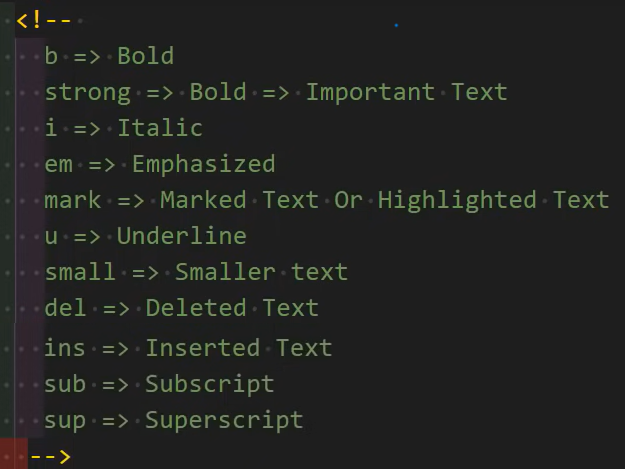 <!--
b => Bold
strong => Bold => Important Text
i => Italic
em => Emphasized
mark => Marked Text Or Highlighted Text
u => Underline
small => Smaller text
del => Deleted Text
ins => Inserted Text
sub => Subscript
sup => Superscript
-->